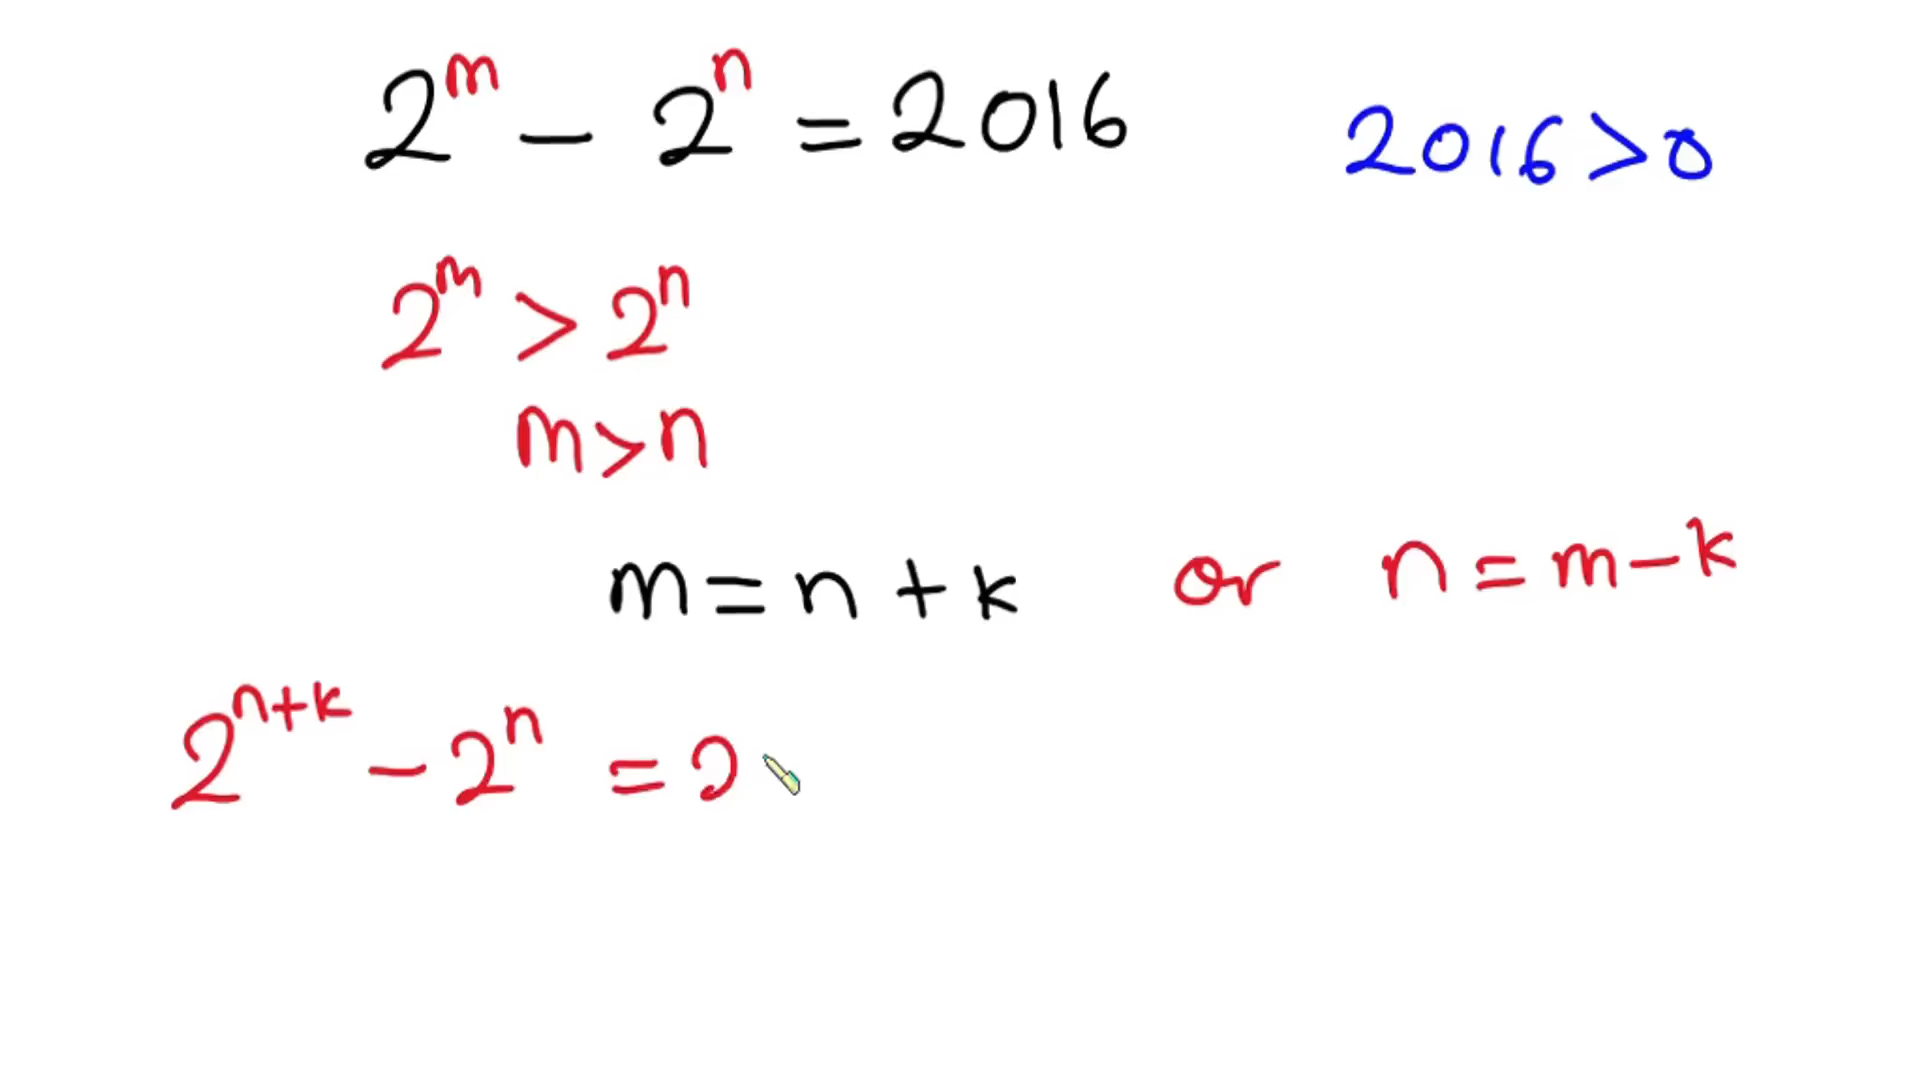 2^m - 2^n = 2016
2016 > 0
2^m > 2^n
m > n
m = n + k or n = m - k
2^{n+k} - 2^n = 2